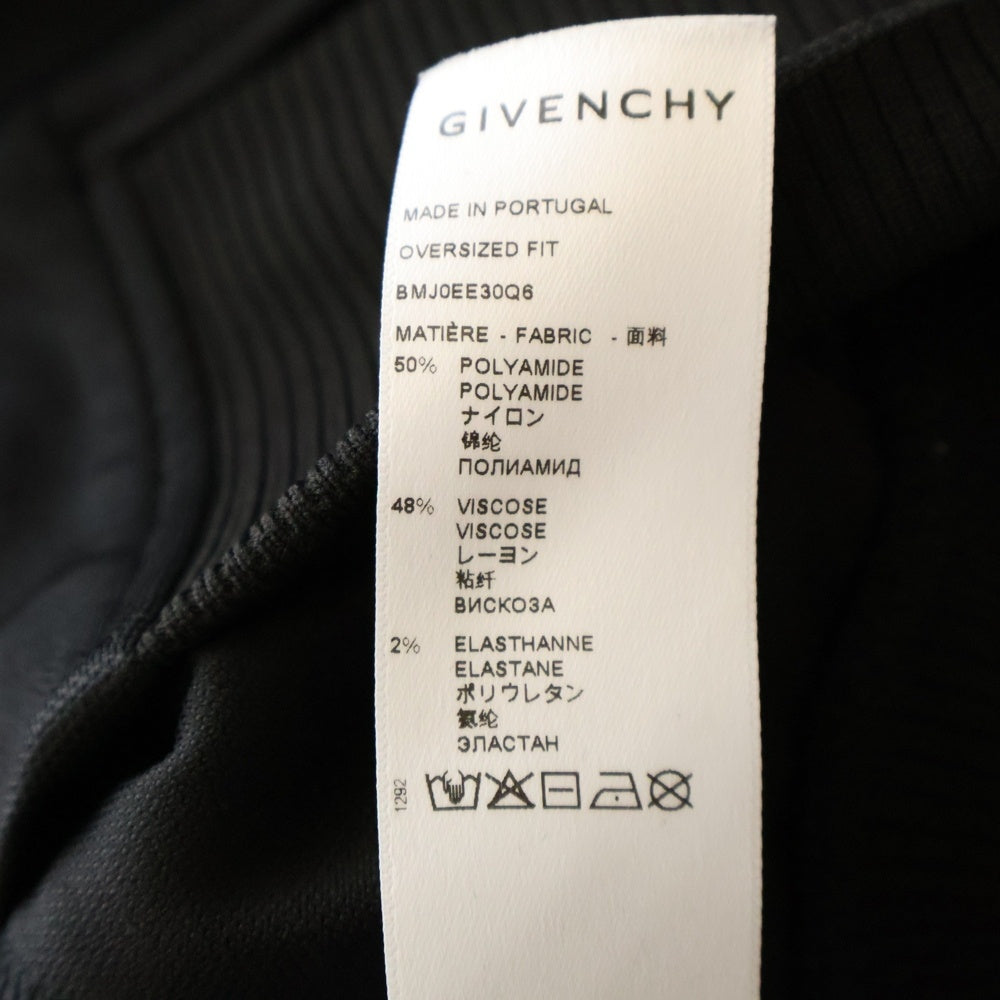 GIVENCHY
MADE IN PORTUGAL
OVERSIZED FIT
BMJ0EE30Q6
MATIÈRE - FABRIC - 面料
50% POLYAMIDE
POLYAMIDE
ナイロン
锦纶
ПОЛИАМИД
48% VISCOSE
VISCOSE
レーヨン
粘纤
ВИСКОЗА
2% ELASTHANNE
ELASTANE
ポリウレタン
氨纶
ЭЛАСТАН
1292